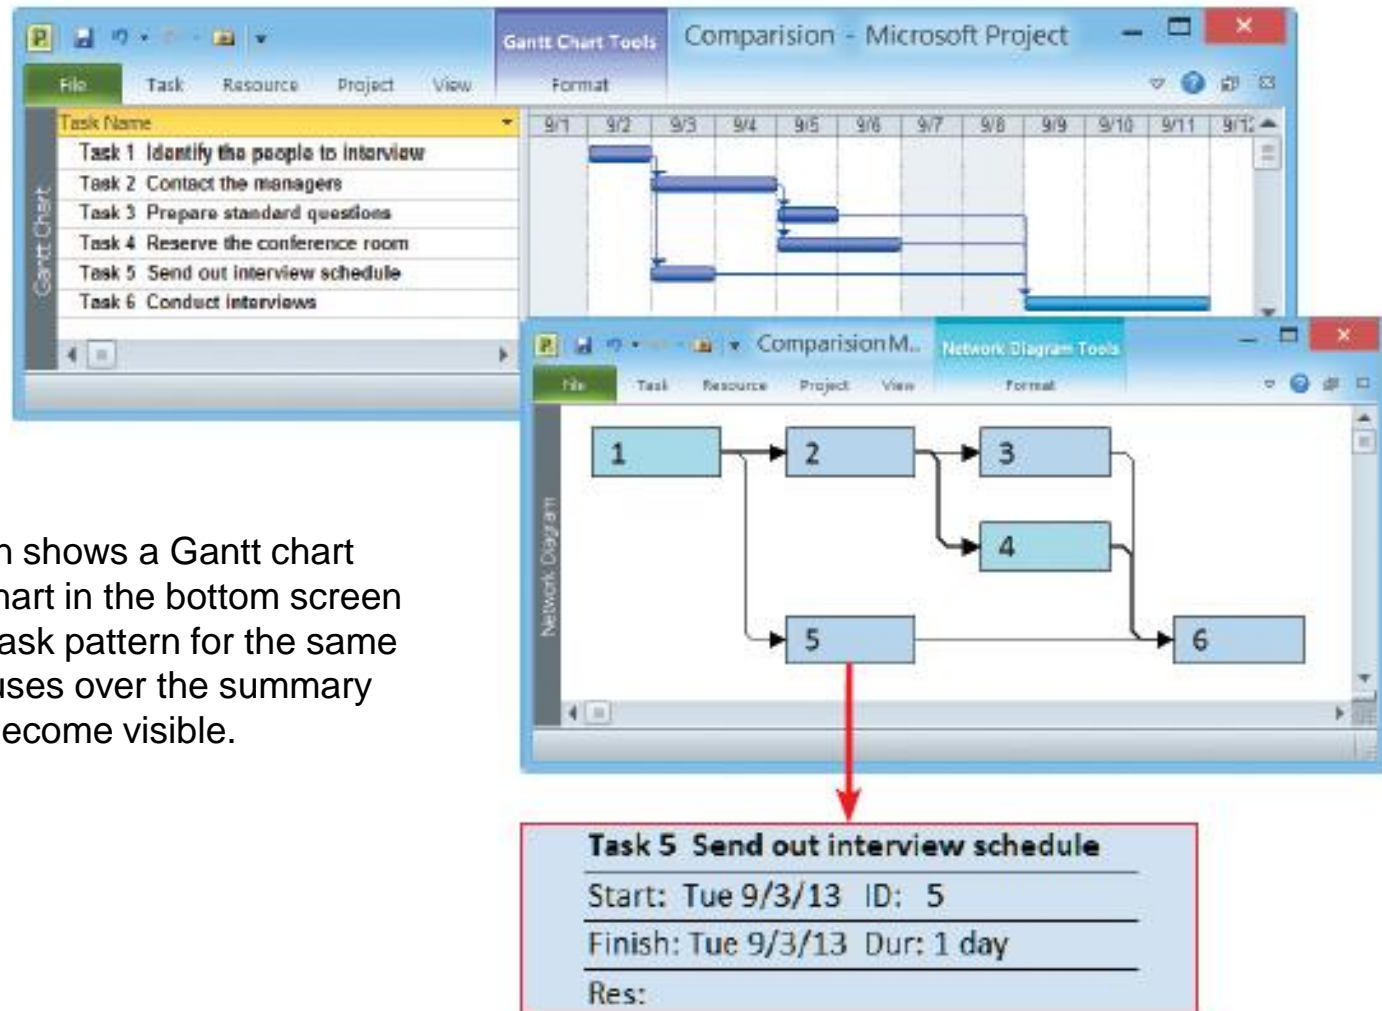 Gantt Chart Tools
Comparision - Microsoft Project
File Task Resource Project View Format
Task Name
9/1 9/2 9/3 9/4 9/5 9/6 9/7 9/8 9/9 9/10 9/11
Task 1 Identify the people to interview
Task 2 Contact the managers
Task 3 Prepare standard questions
Task 4 Reserve the conference room
Task 5 Send out interview schedule
Task 6 Conduct interviews
Gantt Chart
Comparision M.. Network Diagram Tools
File Task Resource Project View Format
Network Diagram
1 2 3
4
5 6
n shows a Gantt chart
hart in the bottom screen
ask pattern for the same
uses over the summary
ecome visible.
Task 5 Send out interview schedule
Start: Tue 9/3/13 ID: 5
Finish: Tue 9/3/13 Dur: 1 day
Res: